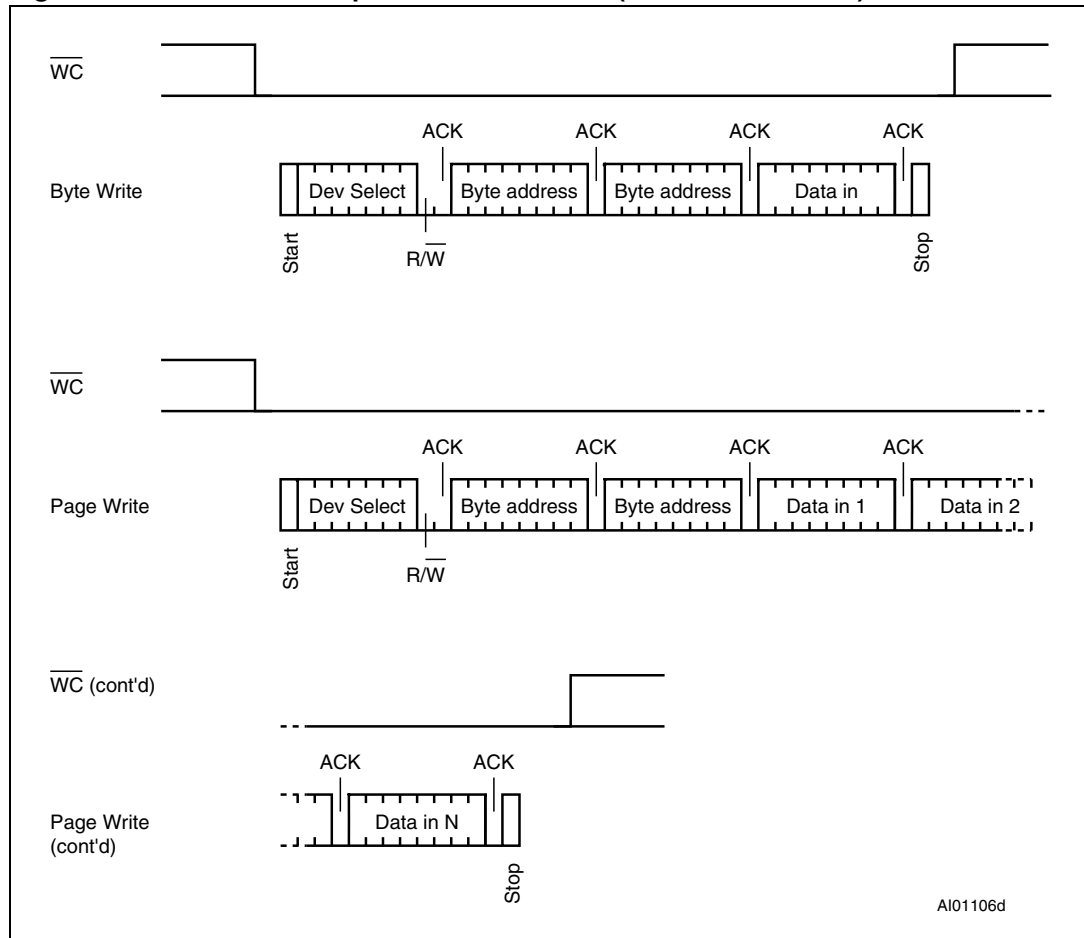 WC
ACK ACK ACK ACK
Byte Write
Dev Select Byte address Byte address Data in
Start
R/W
Stop
WC
ACK ACK ACK ACK
Page Write
Dev Select Byte address Byte address Data in 1 Data in 2
Start
R/W
WC (cont'd)
ACK ACK
Page Write
(cont'd)
Data in N
Stop
AI01106d